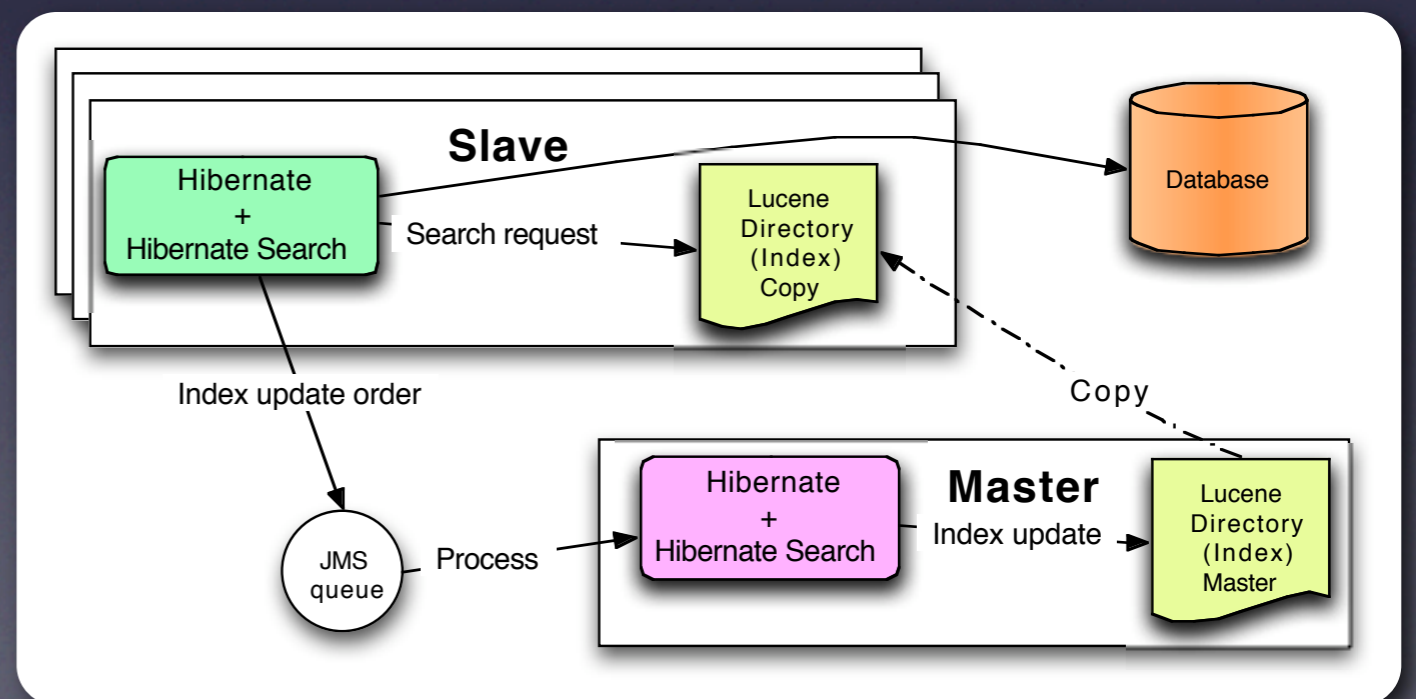 Slave
Hibernate
+
Hibernate Search
Search request
Lucene
Directory
(Index)
Copy
Database
Index update order
Copy
JMS
queue
Process
Hibernate
+
Hibernate Search
Master
Index update
Lucene
Directory
(Index)
Master